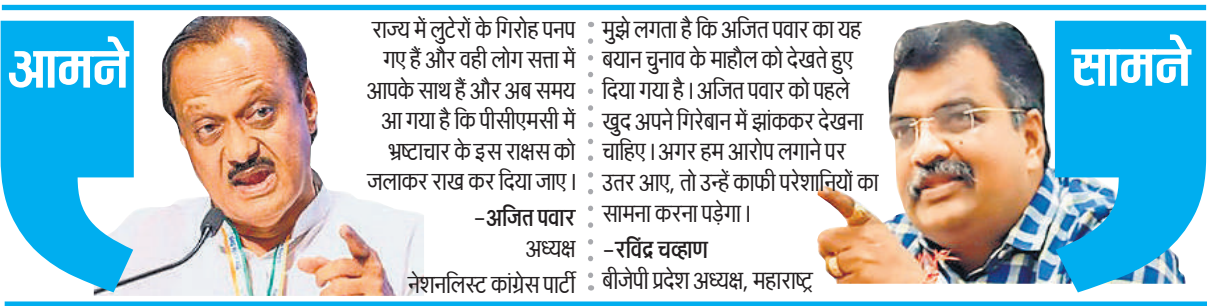 आमने
राज्य में लुटेरों के गिरोह पनप
गए हैं और वही लोग सत्ता में
आपके साथ हैं और अब समय
आ गया है कि पीसीएमसी में
भ्रष्टाचार के इस राक्षस को
जलाकर राख कर दिया जाए।
–अजित पवार
अध्यक्ष
नेशनलिस्ट कांग्रेस पार्टी
मुझे लगता है कि अजित पवार का यह
बयान चुनाव के माहौल को देखते हुए
दिया गया है। अजित पवार को पहले
खुद अपने गिरेबान में झांककर देखना
चाहिए। अगर हम आरोप लगाने पर
उतर आए, तो उन्हें काफी परेशानियों का
सामना करना पड़ेगा।
–रविंद्र चव्हाण
बीजेपी प्रदेश अध्यक्ष, महाराष्ट्र
सामने